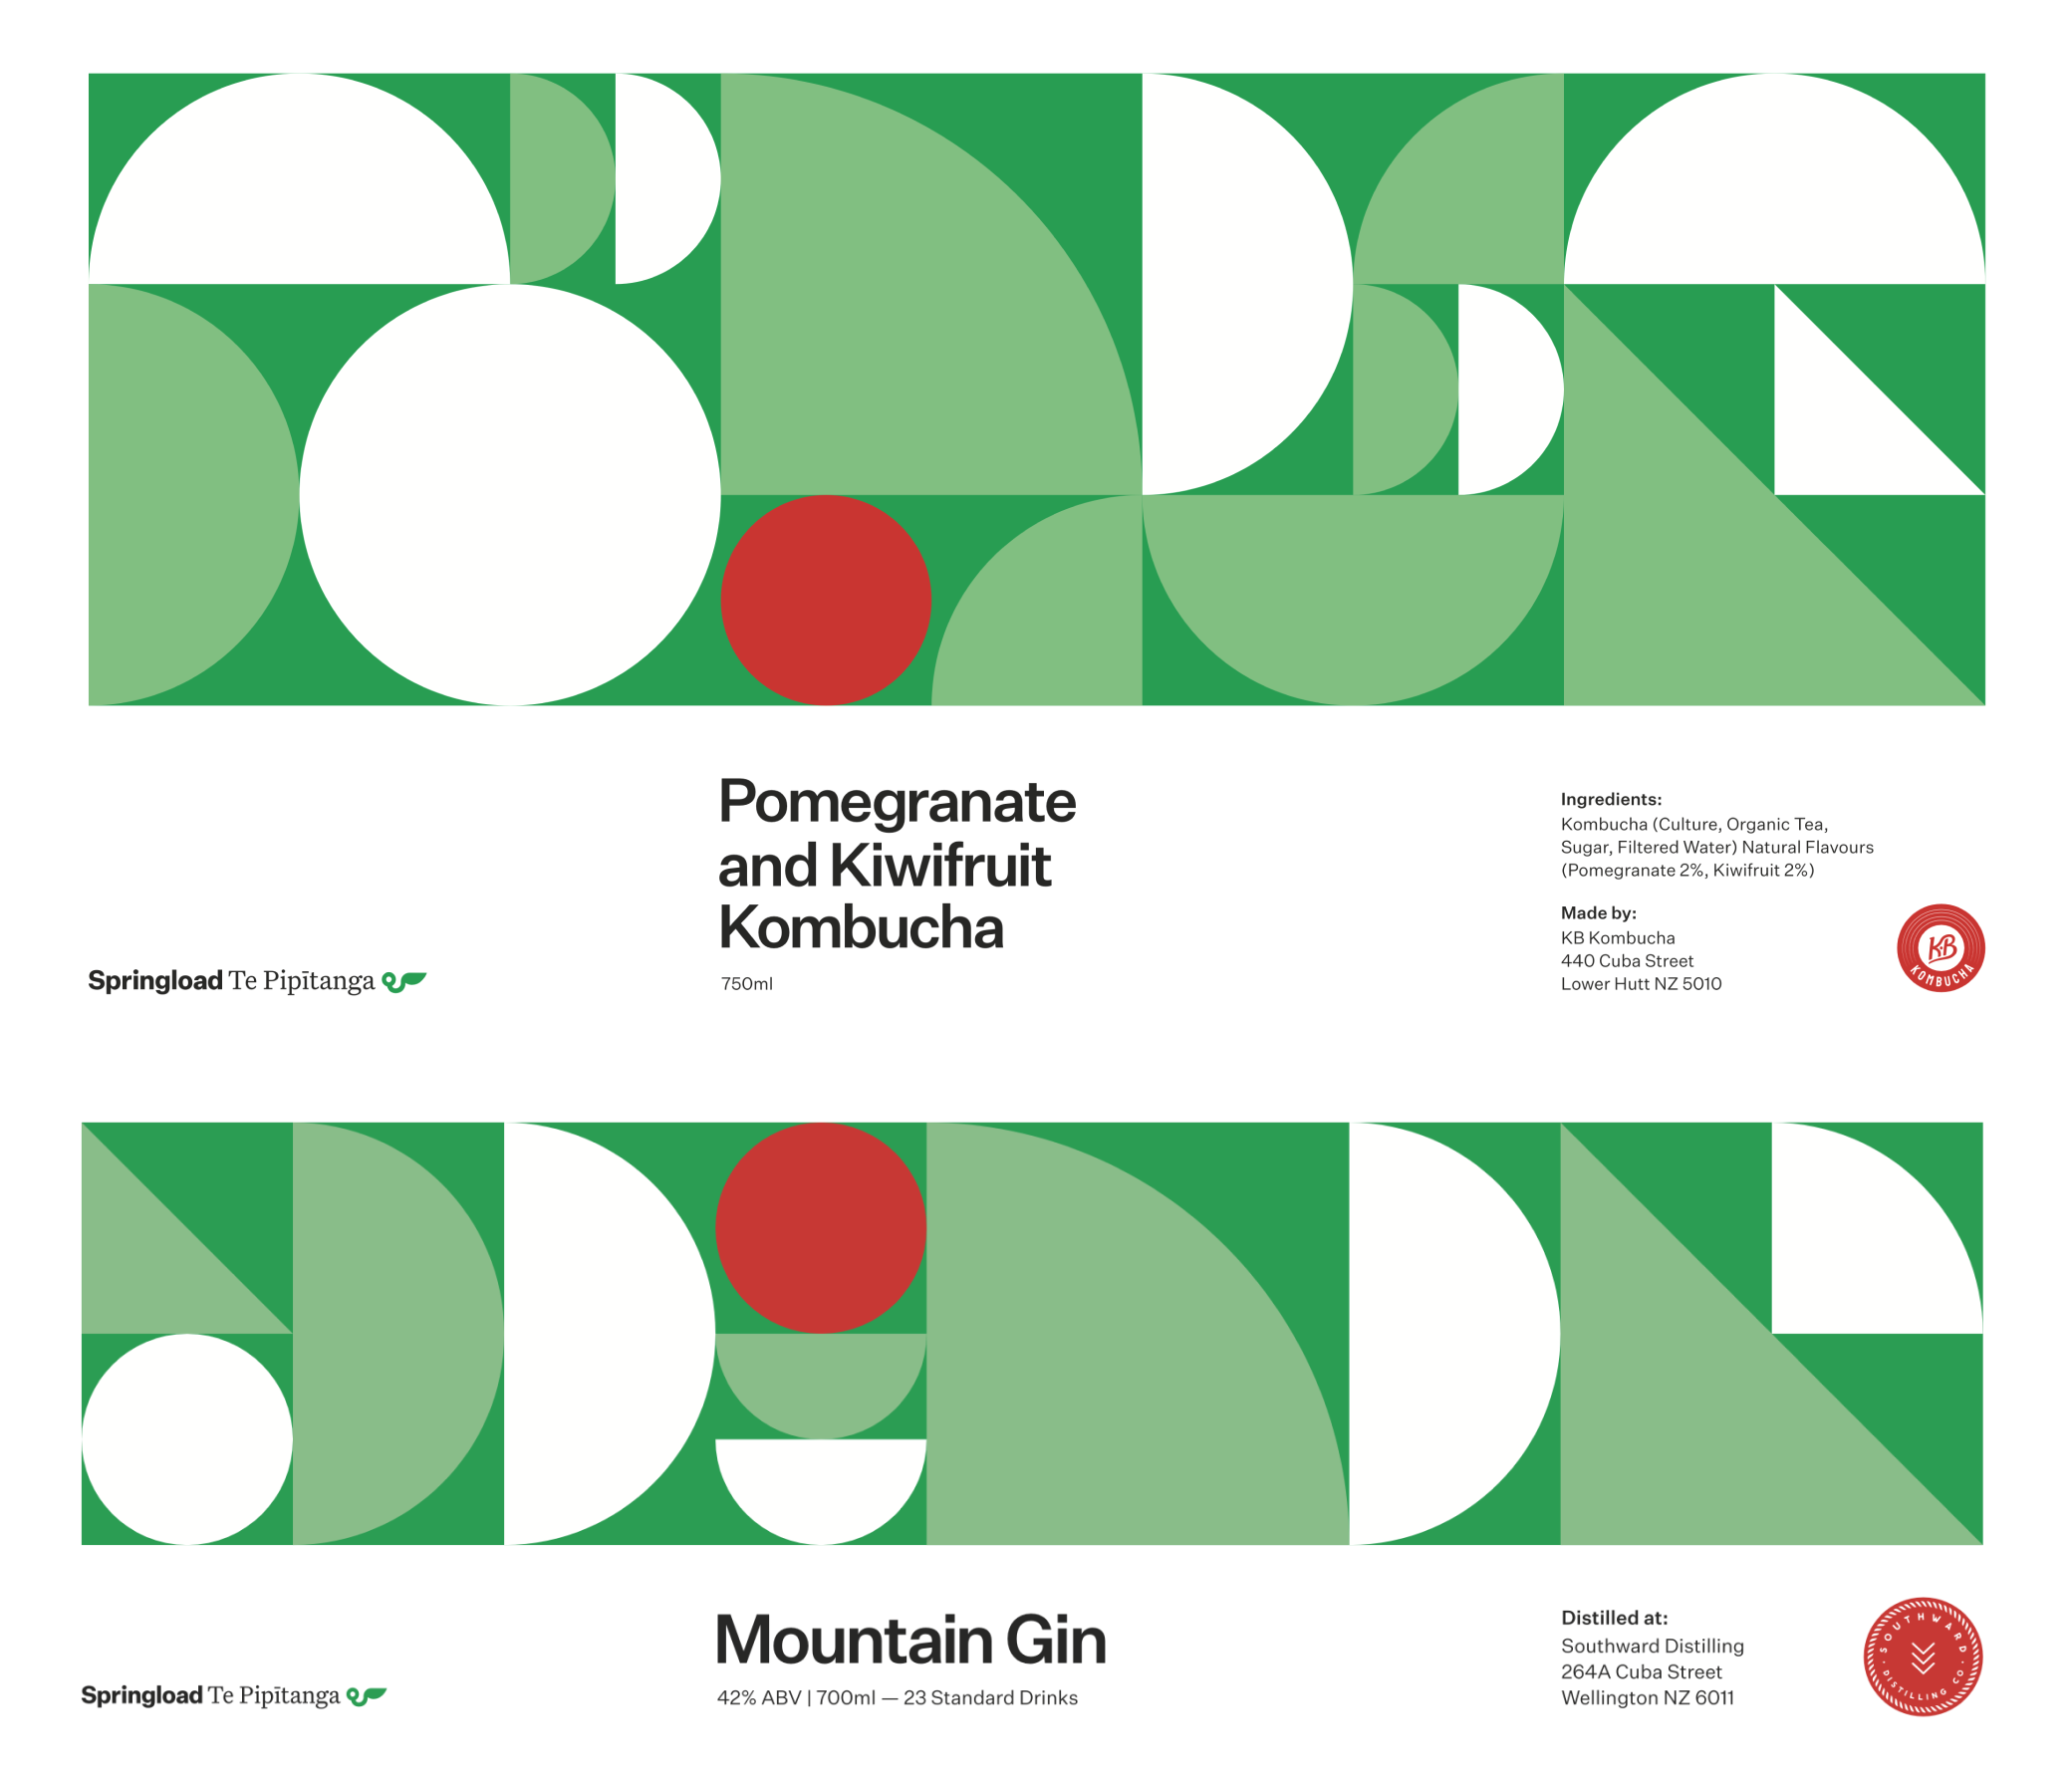 Pomegranate
and Kiwifruit
Kombucha
750ml
Springload Te Pipītanga
Ingredients:
Kombucha (Culture, Organic Tea,
Sugar, Filtered Water) Natural Flavours
(Pomegranate 2%, Kiwifruit 2%)
Made by:
KB Kombucha
440 Cuba Street
Lower Hutt NZ 5010
KB
KOMBUCHA
Mountain Gin
42% ABV | 700ml — 23 Standard Drinks
Springload Te Pipītanga
Distilled at:
Southward Distilling
264A Cuba Street
Wellington NZ 6011
SOUTHWARD
DISTILLING CO